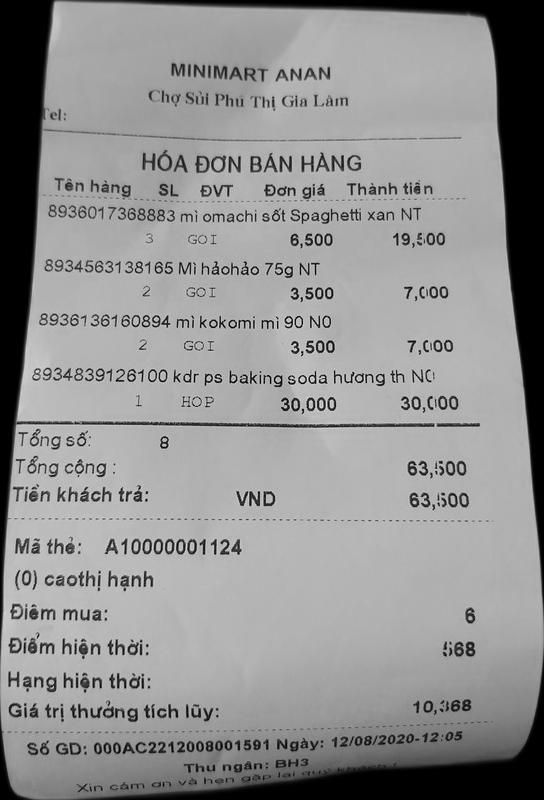 MINIMART ANAN
Chợ Sủi Phú Thị Gia Lâm
Tel:
HÓA ĐƠN BÁN HÀNG
Tên hàng SL ĐVT Đơn giá Thành tiền
8936017368883 mì omachi sốt Spaghetti xan NT
3 GOI 6,500 19,500
8934563138165 Mì hảohảo 75g NT
2 GOI 3,500 7,000
8936136160894 mì kokomi mì 90 N0
2 GOI 3,500 7,000
8934839126100 kdr ps baking soda hương th NC
1 HOP 30,000 30,000
Tổng số: 8
Tổng cộng : 63,500
Tiền khách trả: VND 63,500
Mã thẻ: A10000001124
(0) caothị hạnh
Điêm mua: 6
Điểm hiện thời: 568
Hạng hiện thời:
Giá trị thưởng tích lũy: 10,368
Số GD: 000AC2212008001591 Ngày: 12/08/2020-12:05
Thu ngân: BH3
Xin cám ơn và hẹn gặp lại quý khách !